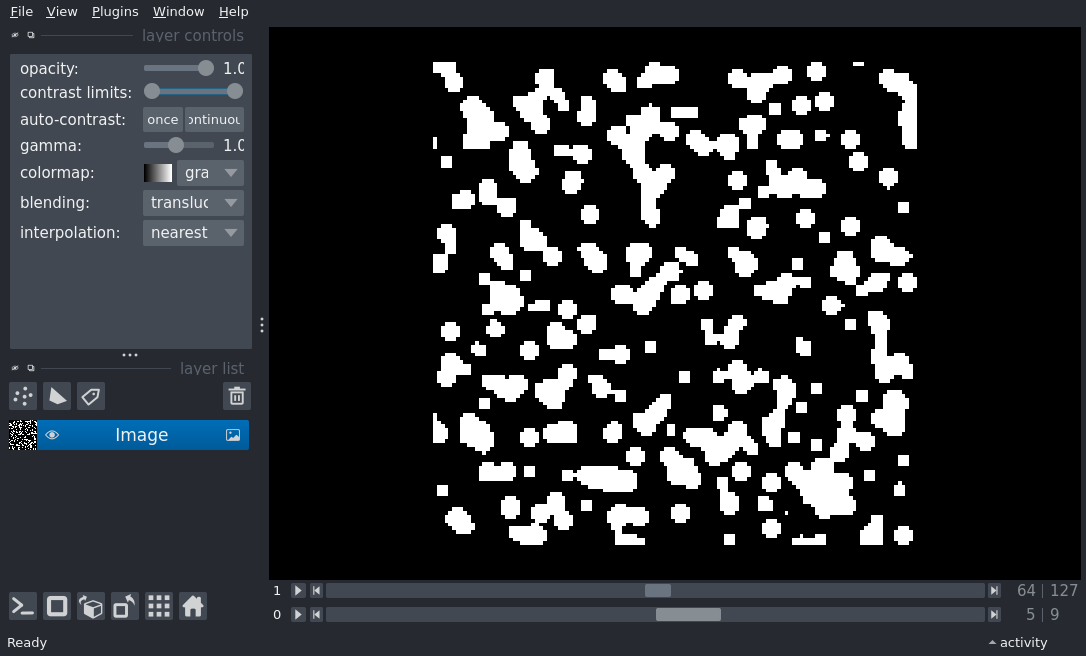 File View Plugins Window Help
layer controls
opacity: 1.0
contrast limits:
auto-contrast: once ontinuou
gamma: 1.0
colormap: gra
blending: transluc
interpolation: nearest
layer list
Image
1 64 | 127
0 5 | 9
Ready activity